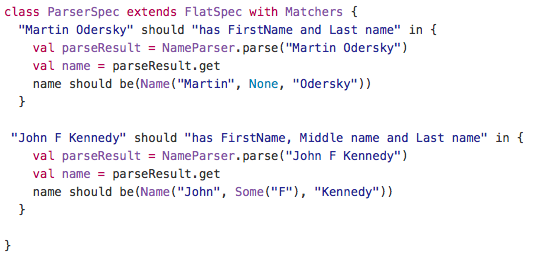 class ParserSpec extends FlatSpec with Matchers {
  "Martin Odersky" should "has FirstName and Last name" in {
    val parseResult = NameParser.parse("Martin Odersky")
    val name = parseResult.get
    name should be(Name("Martin", None, "Odersky"))
  }
 "John F Kennedy" should "has FirstName, Middle name and Last name" in {
    val parseResult = NameParser.parse("John F Kennedy")
    val name = parseResult.get
    name should be(Name("John", Some("F"), "Kennedy"))
  }
}